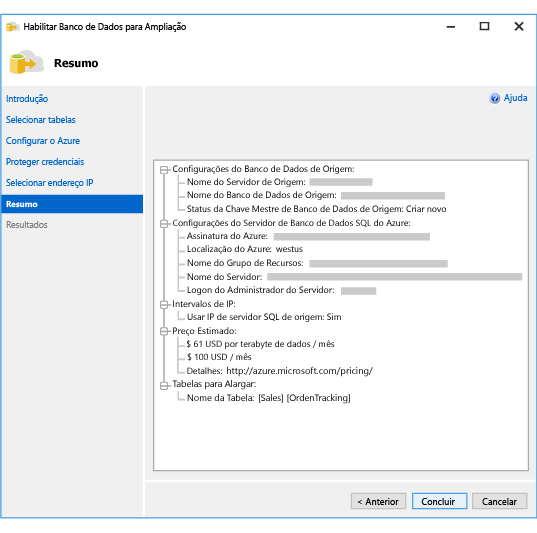 Habilitar Banco de Dados para Ampliação
Resumo
Introdução
Selecionar tabelas
Configurar o Azure
Proteger credenciais
Selecionar endereço IP
Resumo
Resultados
Ajuda
Configurações do Banco de Dados de Origem:
Nome do Servidor de Origem:
Nome do Banco de Dados de Origem:
Status da Chave Mestre de Banco de Dados de Origem: Criar novo
Configurações do Servidor de Banco de Dados SQL do Azure:
Assinatura do Azure:
Localização do Azure: westus
Nome do Grupo de Recursos:
Nome do Servidor:
Logon do Administrador do Servidor:
Intervalos de IP:
Usar IP de servidor SQL de origem: Sim
Preço Estimado:
$ 61 USD por terabyte de dados / mês
$ 100 USD / mês
Detalhes: http://azure.microsoft.com/pricing/
Tabelas para Alargar:
Nome da Tabela: [Sales] [OrdenTracking]
< Anterior
Concluir
Cancelar